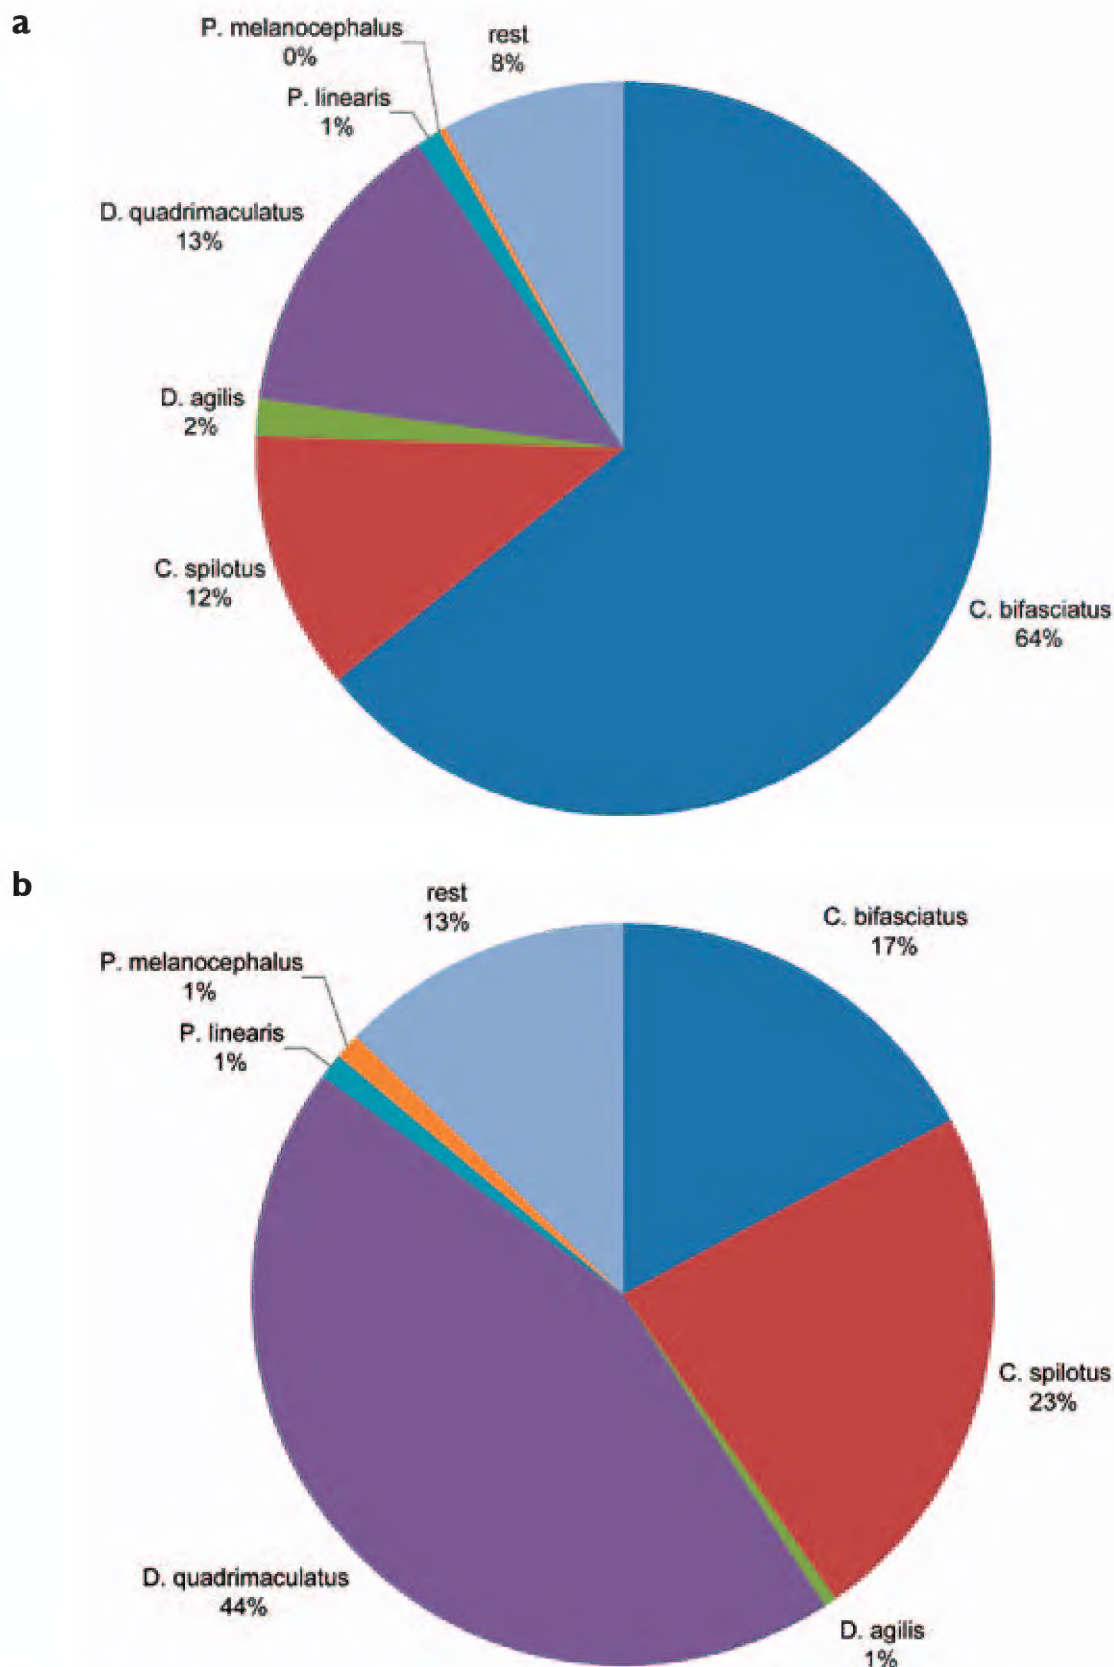 a
P. melanocephalus
0%
rest
8%
P. linearis
1%
D. quadrimaculatus
13%
D. agilis
2%
C. spilotus
12%
C. bifasciatus
64%
b
rest
13%
C. bifasciatus
17%
P. melanocephalus
1%
P. linearis
1%
C. spilotus
23%
D. quadrimaculatus
44%
D. agilis
1%